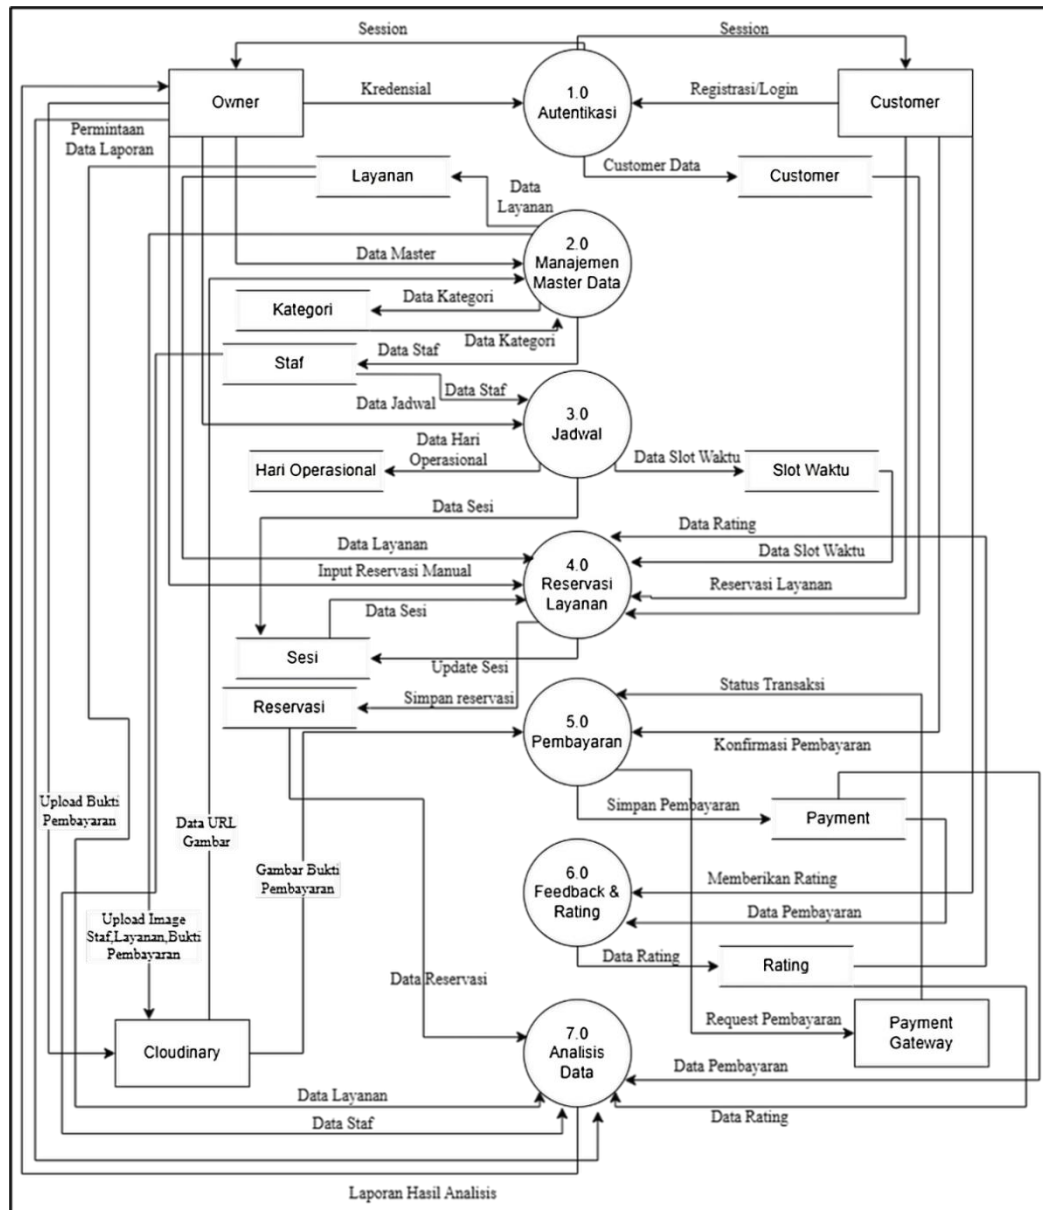 Session
Session
Owner
Kredensial
1.0
Autentikasi
Registrasi/Login
Customer
Permintaan
Data Laporan
Layanan
Customer Data
Customer
Data
Layanan
2.0
Manajemen
Master Data
Data Master
Kategori
Data Kategori
Data Kategori
Staf
Data Staf
Data Staf
Data Jadwal
3.0
Jadwal
Hari Operasional
Data Hari
Operasional
Data Slot Waktu
Slot Waktu
Data Sesi
Data Rating
Data Layanan
4.0
Reservasi
Layanan
Data Slot Waktu
Input Reservasi Manual
Reservasi Layanan
Data Sesi
Sesi
Update Sesi
Reservasi
Simpan reservasi
Status Transaksi
5.0
Pembayaran
Konfirmasi Pembayaran
Upload Bukti
Pembayaran
Data URL
Gambar
Simpan Pembayaran
Payment
Gambar Bukti
Pembayaran
6.0
Feedback &
Rating
Memberikan Rating
Data Pembayaran
Upload Image
Staf,Layanan,Bukti
Pembayaran
Data Rating
Rating
Data Reservasi
Request Pembayaran
Payment
Gateway
Cloudinary
7.0
Analisis
Data
Data Pembayaran
Data Layanan
Data Rating
Data Staf
Laporan Hasil Analisis